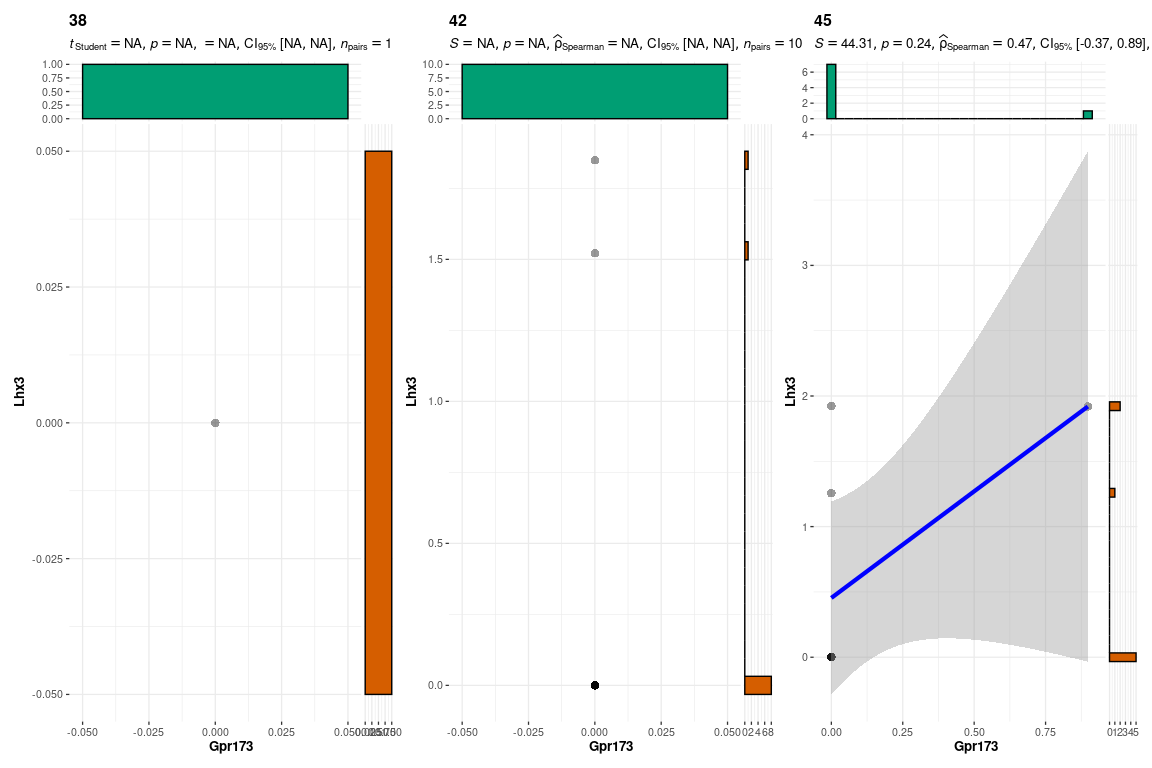 38
t Student = NA, p = NA, = NA, CI95% [NA, NA], n pairs = 1
1.00
0.75
0.50
0.25
0.00
0.050
0.025
0.000
-0.025
-0.050
Lhx3
-0.050 -0.025 0.000 0.025 0.050
Gpr173
42
S = NA, p = NA, ρ̂ Spearman = NA, CI95% [NA, NA], n pairs = 10
10.0
7.5
5.0
2.5
0.0
1.5
1.0
0.5
0.0
Lhx3
-0.050 -0.025 0.000 0.025 0.050 02468
Gpr173
45
S = 44.31, p = 0.24, ρ̂ Spearman = 0.47, CI95% [-0.37, 0.89],
6
4
2
0
4
3
2
1
0
Lhx3
0.00 0.25 0.50 0.75 012345
Gpr173